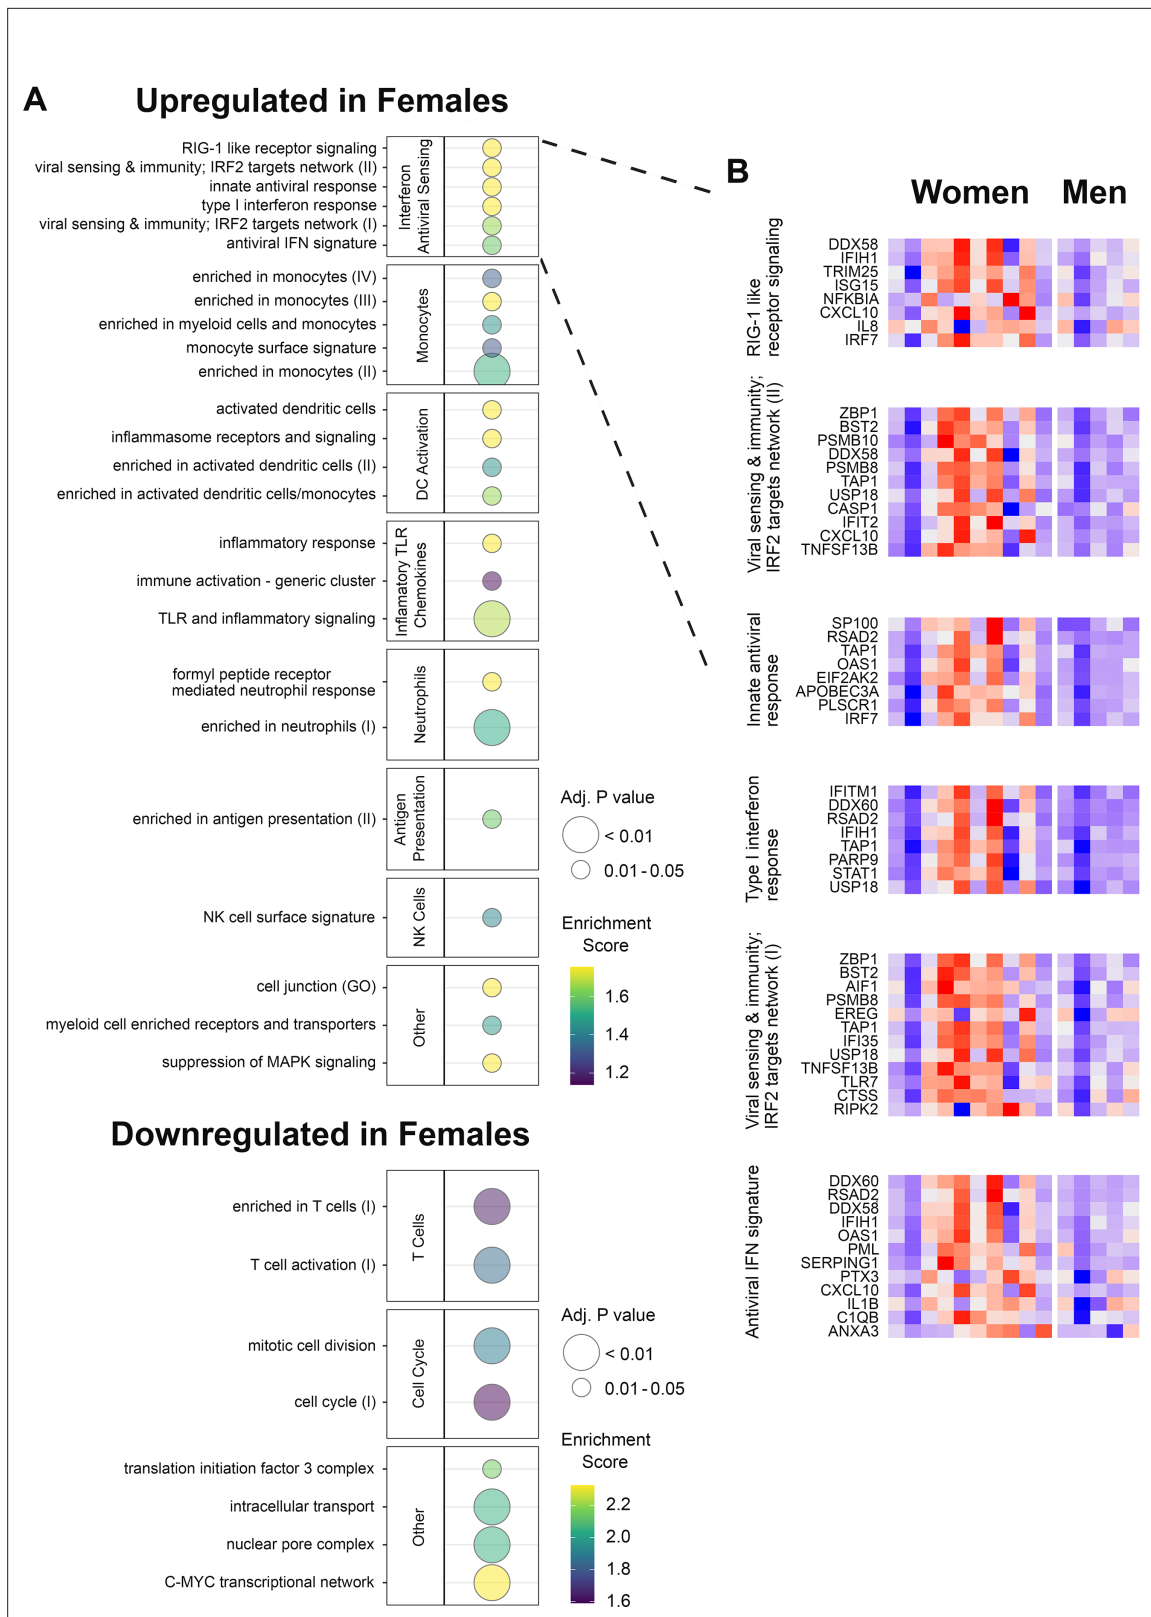 A
Upregulated in Females
RIG-1 like receptor signaling
viral sensing & immunity; IRF2 targets network (II)
innate antiviral response
type I interferon response
viral sensing & immunity; IRF2 targets network (I)
antiviral IFN signature
Interferon
Antiviral Sensing
enriched in monocytes (IV)
enriched in monocytes (III)
enriched in myeloid cells and monocytes
monocyte surface signature
enriched in monocytes (II)
Monocytes
activated dendritic cells
inflammasome receptors and signaling
enriched in activated dendritic cells (II)
enriched in activated dendritic cells/monocytes
DC Activation
inflammatory response
immune activation - generic cluster
TLR and inflammatory signaling
Inflamatory TLR
Chemokines
formyl peptide receptor
mediated neutrophil response
enriched in neutrophils (I)
Neutrophils
enriched in antigen presentation (II)
Antigen
Presentation
NK cell surface signature
NK Cells
cell junction (GO)
myeloid cell enriched receptors and transporters
suppression of MAPK signaling
Other
Adj. P value
< 0.01
0.01 - 0.05
Enrichment
Score
1.6
1.4
1.2
Downregulated in Females
enriched in T cells (I)
T cell activation (I)
T Cells
mitotic cell division
cell cycle (I)
Cell Cycle
translation initiation factor 3 complex
intracellular transport
nuclear pore complex
C-MYC transcriptional network
Other
Adj. P value
< 0.01
0.01 - 0.05
Enrichment
Score
2.2
2.0
1.8
1.6
B
Women
Men
RIG-1 like
receptor signaling
DDX58
IFIH1
TRIM25
ISG15
NFKBIA
CXCL10
IL8
IRF7
Viral sensing & immunity;
IRF2 targets network (II)
ZBP1
BST2
PSMB10
DDX58
PSMB8
TAP1
USP18
CASP1
IFIT2
CXCL10
TNFSF13B
Innate antiviral
response
SP100
RSAD2
TAP1
OAS1
EIF2AK2
APOBEC3A
PLSCR1
IRF7
Type I interferon
response
IFITM1
DDX60
RSAD2
IFIH1
TAP1
PARP9
STAT1
USP18
Viral sensing & immunity;
IRF2 targets network (I)
ZBP1
BST2
AIF1
PSMB8
EREG
TAP1
IFI35
USP18
TNFSF13B
TLR7
CTSS
RIPK2
Antiviral IFN signature
DDX60
RSAD2
DDX58
IFIH1
OAS1
PML
SERPING1
PTX3
CXCL10
IL1B
C1QB
ANXA3